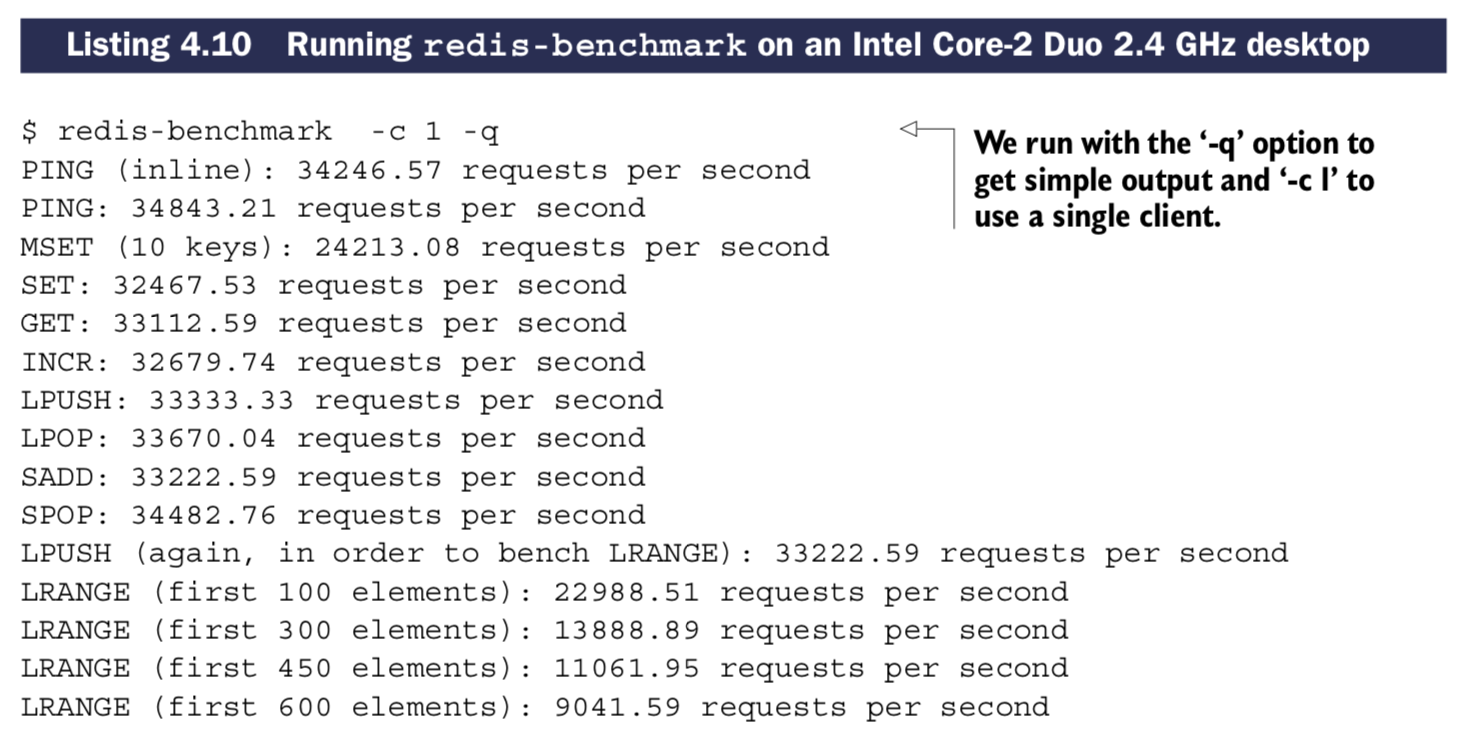 Listing 4.10 Running redis-benchmark on an Intel Core-2 Duo 2.4 GHz desktop
$ redis-benchmark  -c 1 -q
PING (inline): 34246.57 requests per second
PING: 34843.21 requests per second
MSET (10 keys): 24213.08 requests per second
SET: 32467.53 requests per second
GET: 33112.59 requests per second
INCR: 32679.74 requests per second
LPUSH: 33333.33 requests per second
LPOP: 33670.04 requests per second
SADD: 33222.59 requests per second
SPOP: 34482.76 requests per second
LPUSH (again, in order to bench LRANGE): 33222.59 requests per second
LRANGE (first 100 elements): 22988.51 requests per second
LRANGE (first 300 elements): 13888.89 requests per second
LRANGE (first 450 elements): 11061.95 requests per second
LRANGE (first 600 elements): 9041.59 requests per second
We run with the ‘-q’ option to
get simple output and ‘-c 1’ to
use a single client.